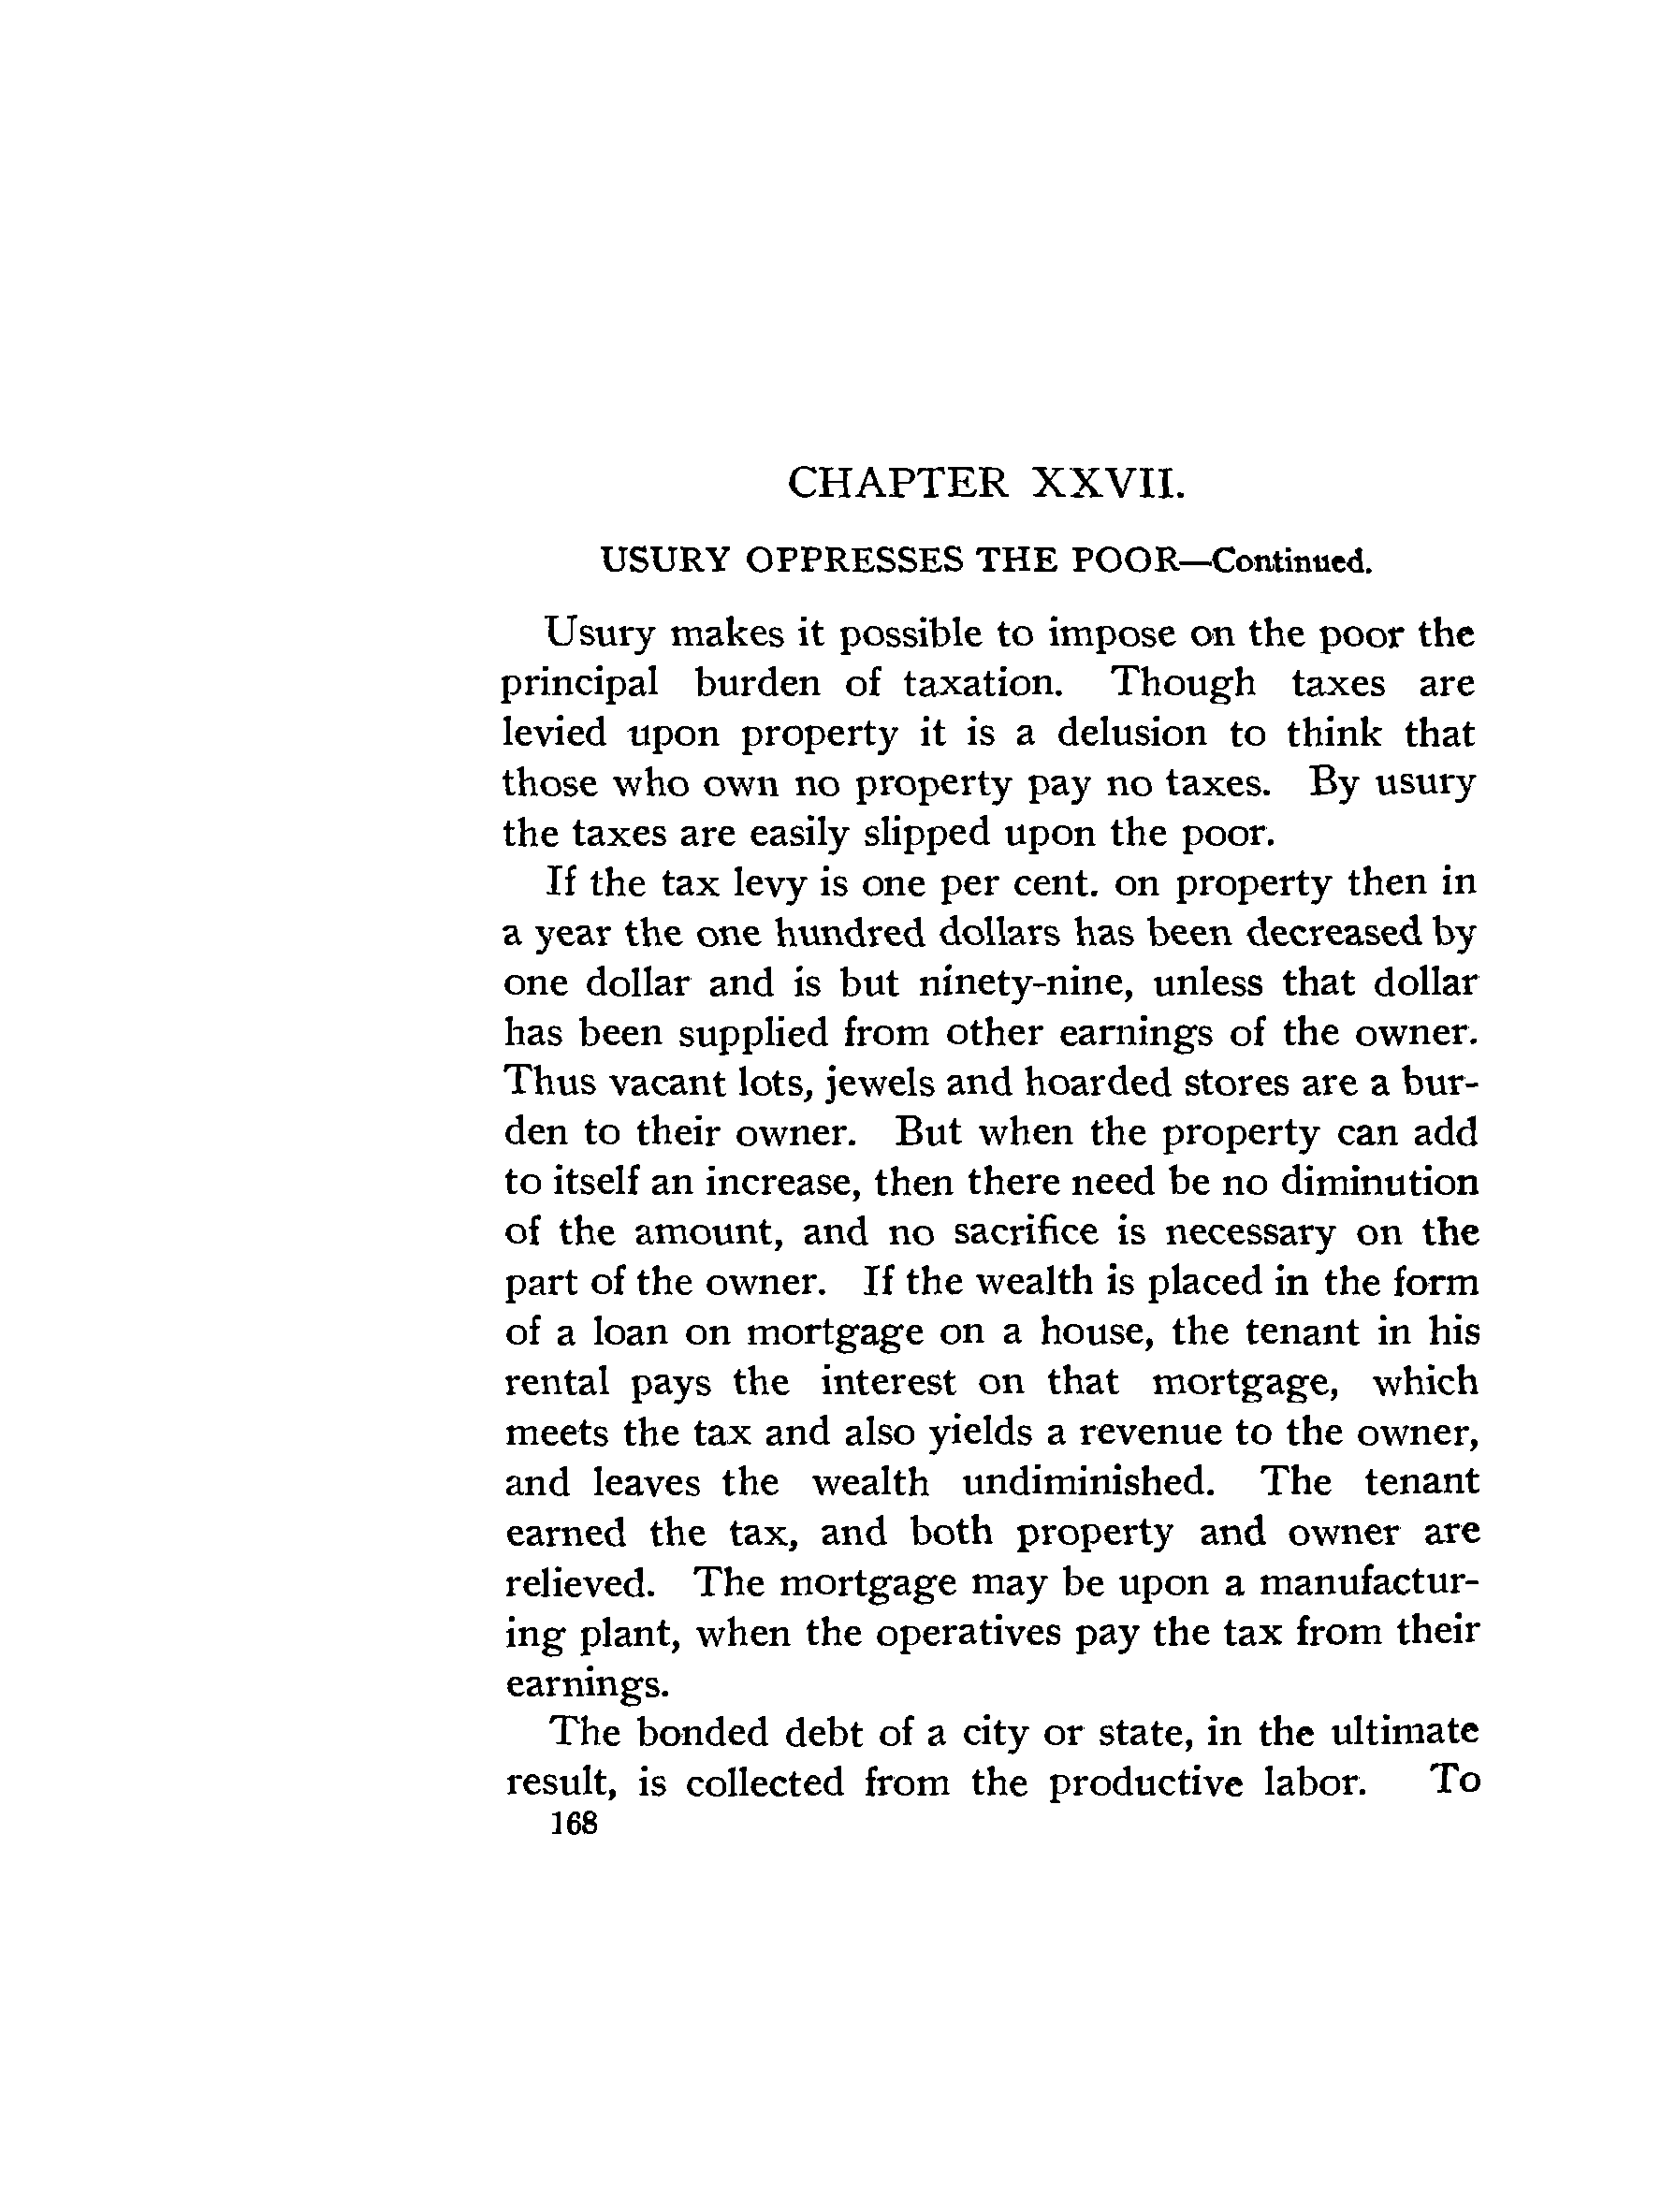 CHAPTER XXVII.
USURY OPPRESSES THE POOR—Continued.
Usury makes it possible to impose on the poor the
principal burden of taxation. Though taxes are
levied upon property it is a delusion to think that
those who own no property pay no taxes. By usury
the taxes are easily slipped upon the poor.
If the tax levy is one per cent. on property then in
a year the one hundred dollars has been decreased by
one dollar and is but ninety-nine, unless that dollar
has been supplied from other earnings of the owner.
Thus vacant lots, jewels and hoarded stores are a bur-
den to their owner. But when the property can add
to itself an increase, then there need be no diminution
of the amount, and no sacrifice is necessary on the
part of the owner. If the wealth is placed in the form
of a loan on mortgage on a house, the tenant in his
rental pays the interest on that mortgage, which
meets the tax and also yields a revenue to the owner,
and leaves the wealth undiminished. The tenant
earned the tax, and both property and owner are
relieved. The mortgage may be upon a manufactur-
ing plant, when the operatives pay the tax from their
earnings.
The bonded debt of a city or state, in the ultimate
result, is collected from the productive labor. To
168